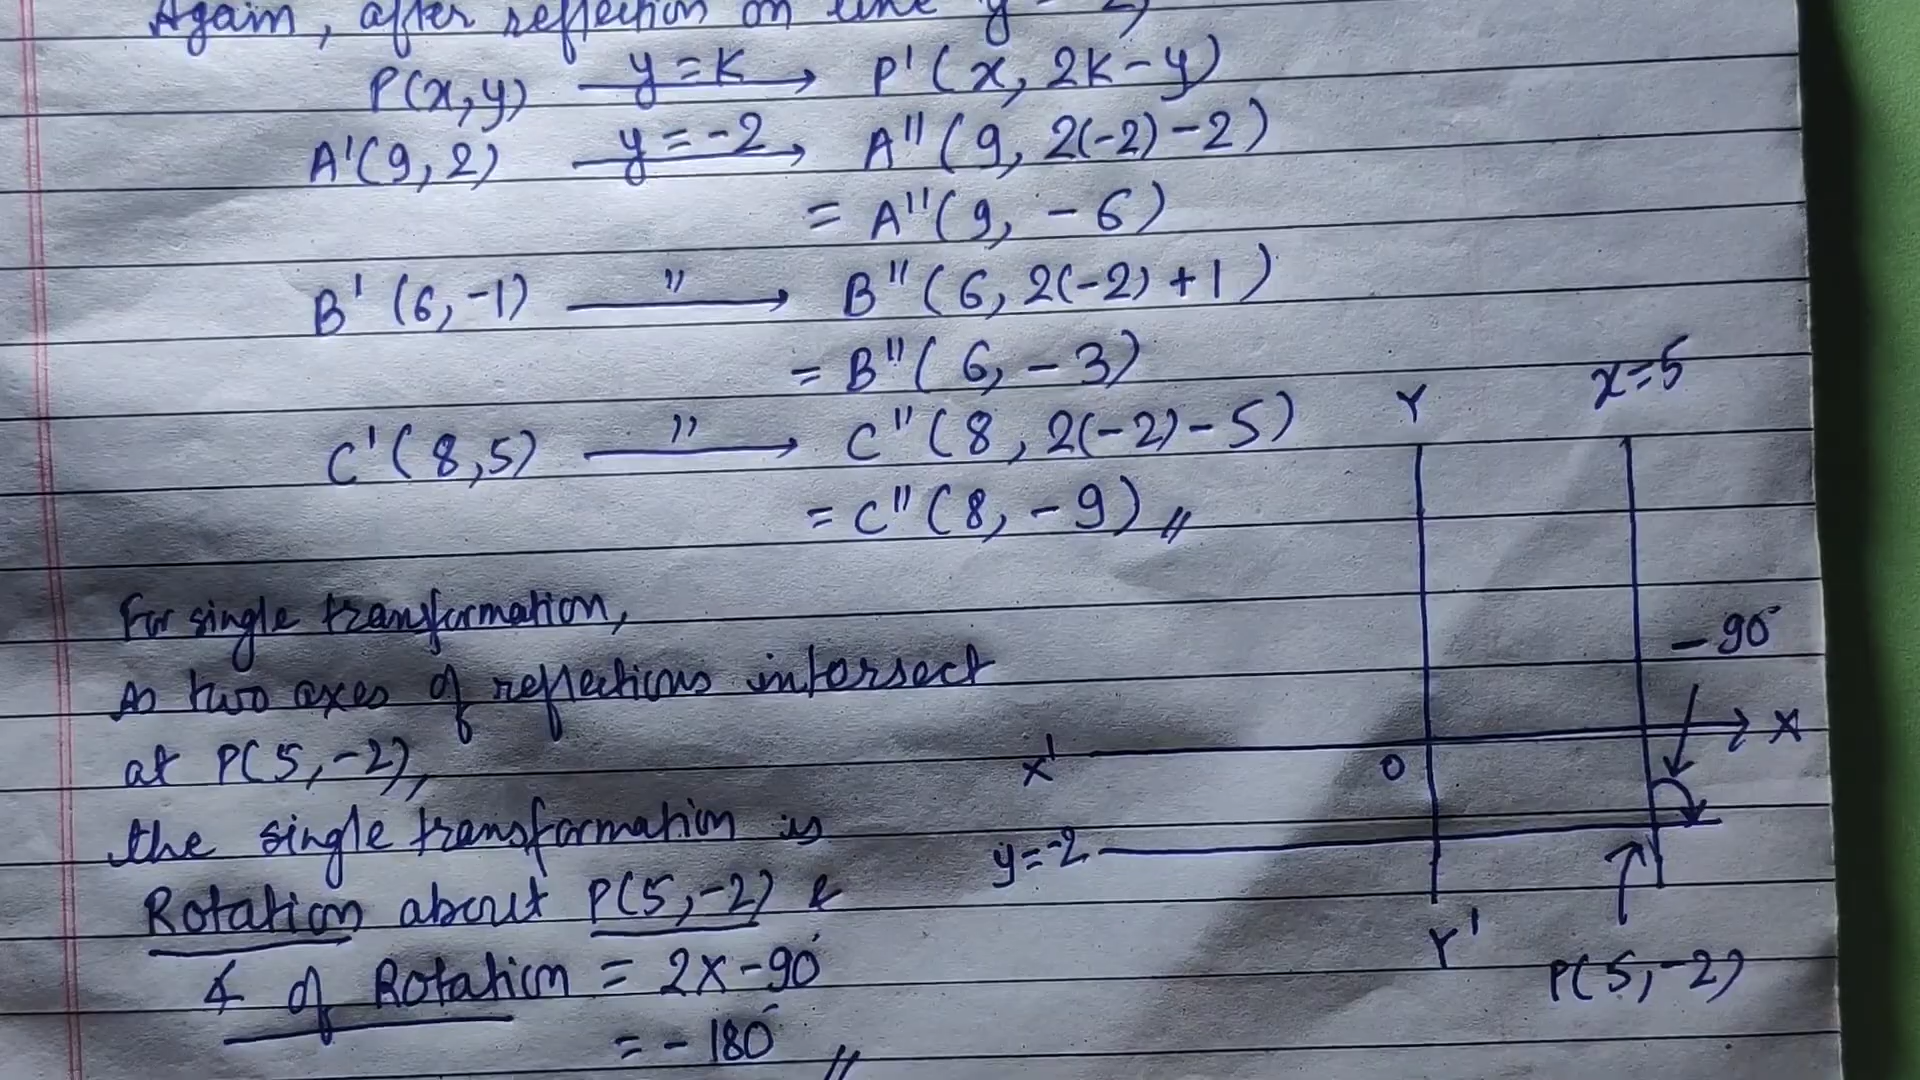 Again, after reflection on line y = -2,
P(x,y) y=K → P'(x, 2K-y)
A'(9,2) y=-2 → A''(9, 2(-2)-2)
= A''(9, -6)
B'(6,-1) '' → B''(6, 2(-2)+1)
= B''(6, -3)
C'(8,5) '' → C''(8, 2(-2)-5)
= C''(8, -9) //
For single transformation,
As two axes of reflections intersect
at P(5,-2),
the single transformation is
Rotation about P(5,-2) &
∡ of Rotation = 2x-90°
= -180° //
Y
x=5
-90°
X'
O
X
y=-2
Y'
P(5,-2)